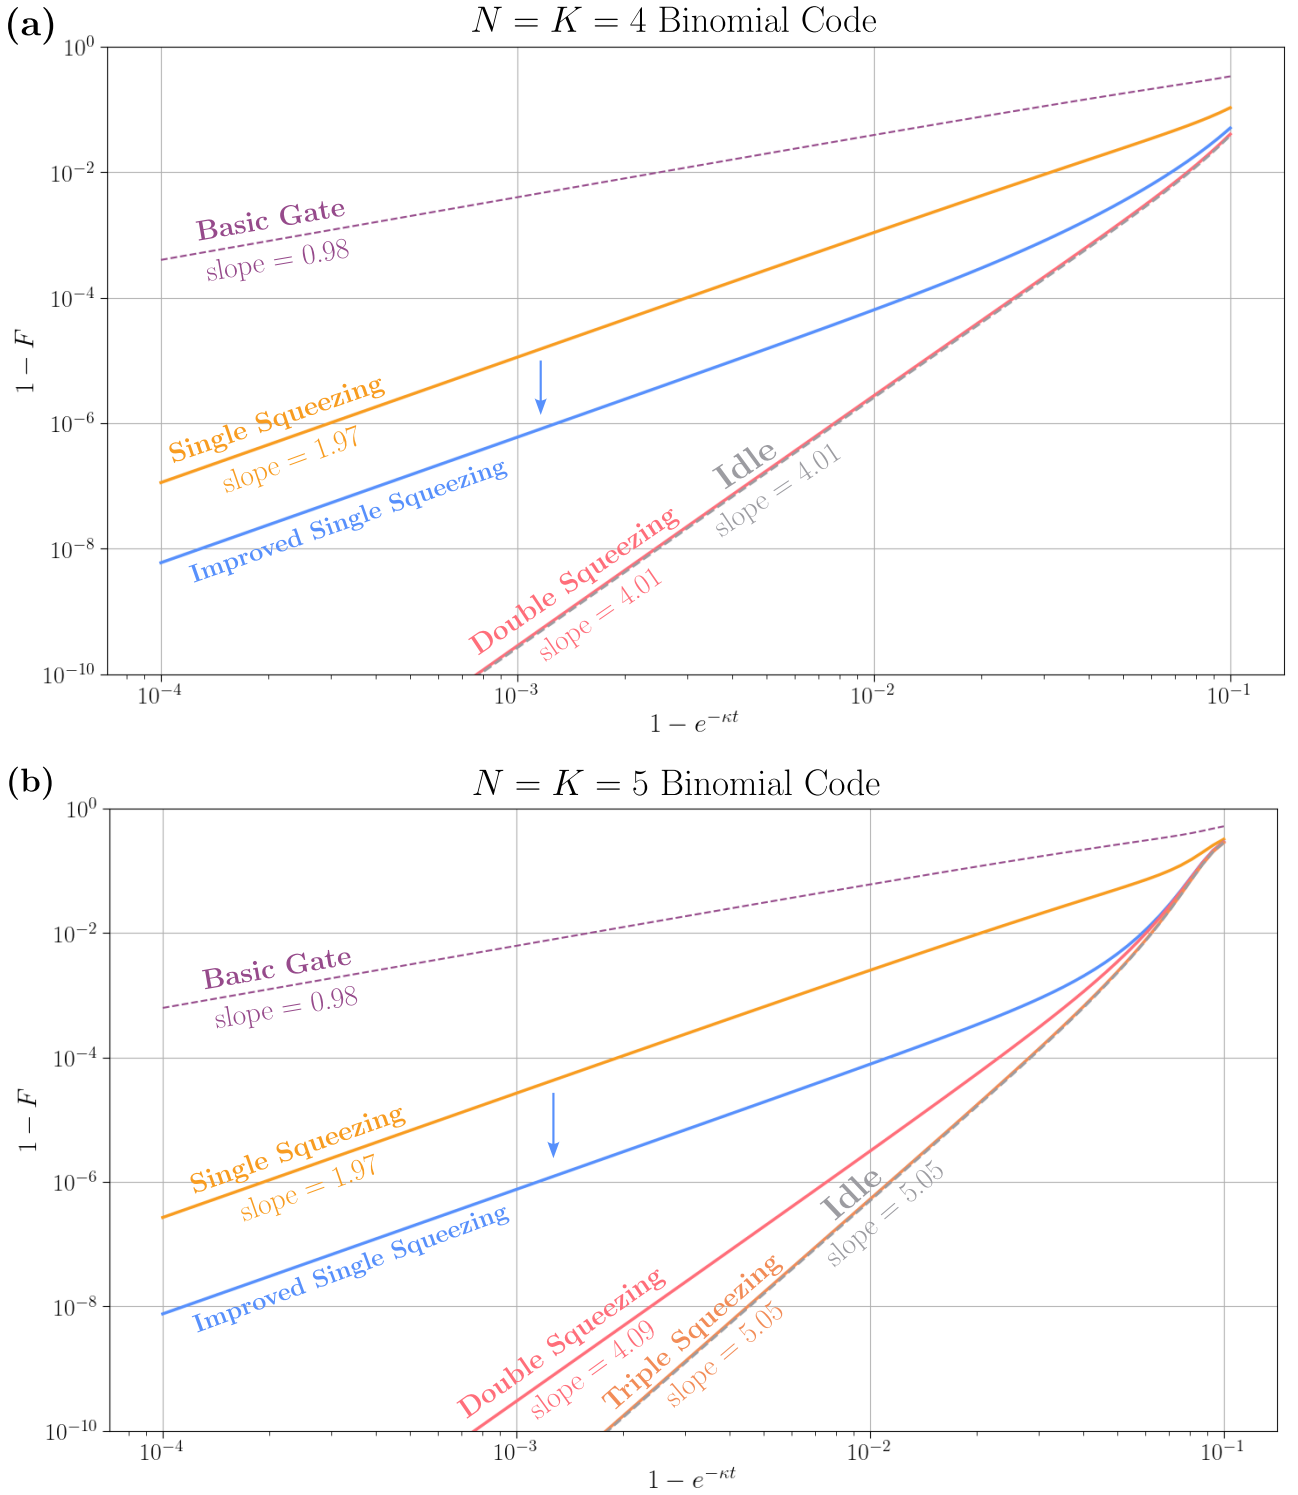 (a)
N = K = 4 Binomial Code
10⁰
10⁻²
10⁻⁴
10⁻⁶
10⁻⁸
10⁻¹⁰
1 − F
Basic Gate
slope = 0.98
Single Squeezing
slope = 1.97
Improved Single Squeezing
Idle
slope = 4.01
Double Squeezing
slope = 4.01
10⁻⁴ 10⁻³ 10⁻² 10⁻¹
1 − e^{−κt}
(b)
N = K = 5 Binomial Code
10⁰
10⁻²
10⁻⁴
10⁻⁶
10⁻⁸
10⁻¹⁰
1 − F
Basic Gate
slope = 0.98
Single Squeezing
slope = 1.97
Improved Single Squeezing
Idle
slope = 5.05
Double Squeezing
slope = 4.09
Triple Squeezing
slope = 5.05
10⁻⁴ 10⁻³ 10⁻² 10⁻¹
1 − e^{−κt}